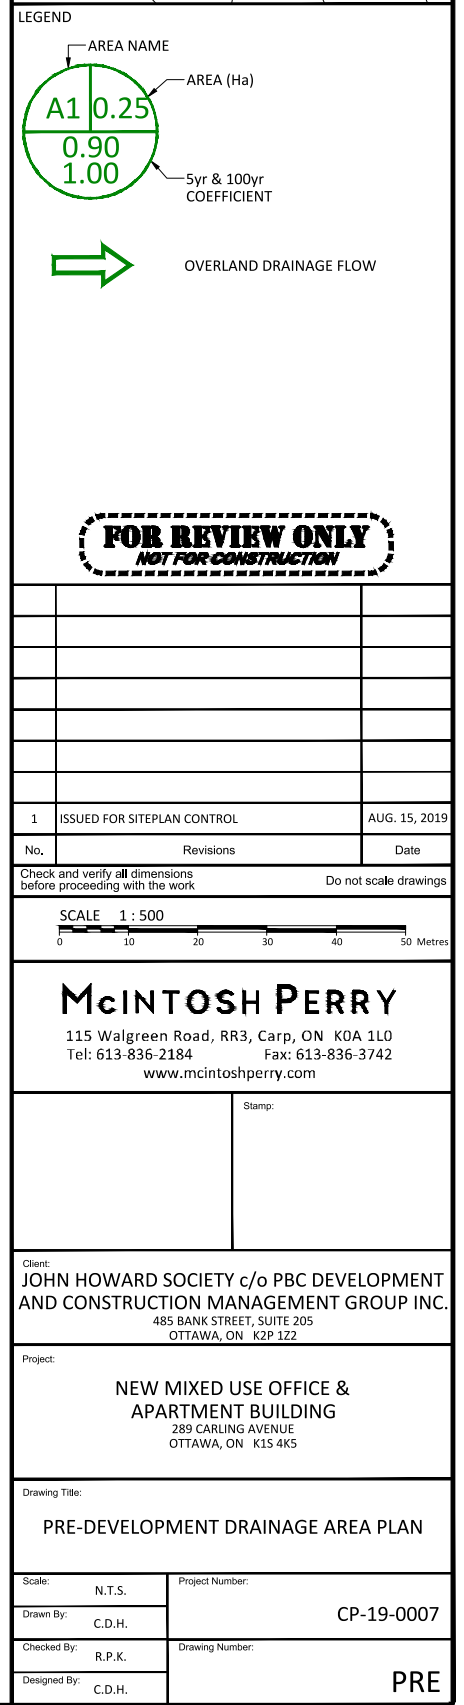 LEGEND
AREA NAME
AREA (Ha)
A1 0.25
0.90
1.00
5yr & 100yr
COEFFICIENT
OVERLAND DRAINAGE FLOW
FOR REVIEW ONLY
NOT FOR CONSTRUCTION
1 ISSUED FOR SITEPLAN CONTROL AUG. 15, 2019
No. Revisions Date
Check and verify all dimensions
before proceeding with the work
Do not scale drawings
SCALE 1 : 500
0 10 20 30 40 50 Metres
McINTOSH PERRY
115 Walgreen Road, RR3, Carp, ON K0A 1L0
Tel: 613-836-2184 Fax: 613-836-3742
www.mcintoshperry.com
Stamp:
Client:
JOHN HOWARD SOCIETY c/o PBC DEVELOPMENT
AND CONSTRUCTION MANAGEMENT GROUP INC.
485 BANK STREET, SUITE 205
OTTAWA, ON K2P 1Z2
Project:
NEW MIXED USE OFFICE &
APARTMENT BUILDING
289 CARLING AVENUE
OTTAWA, ON K1S 4K5
Drawing Title:
PRE-DEVELOPMENT DRAINAGE AREA PLAN
Scale: N.T.S.
Project Number:
CP-19-0007
Drawn By: C.D.H.
Checked By: R.P.K.
Drawing Number:
PRE
Designed By: C.D.H.